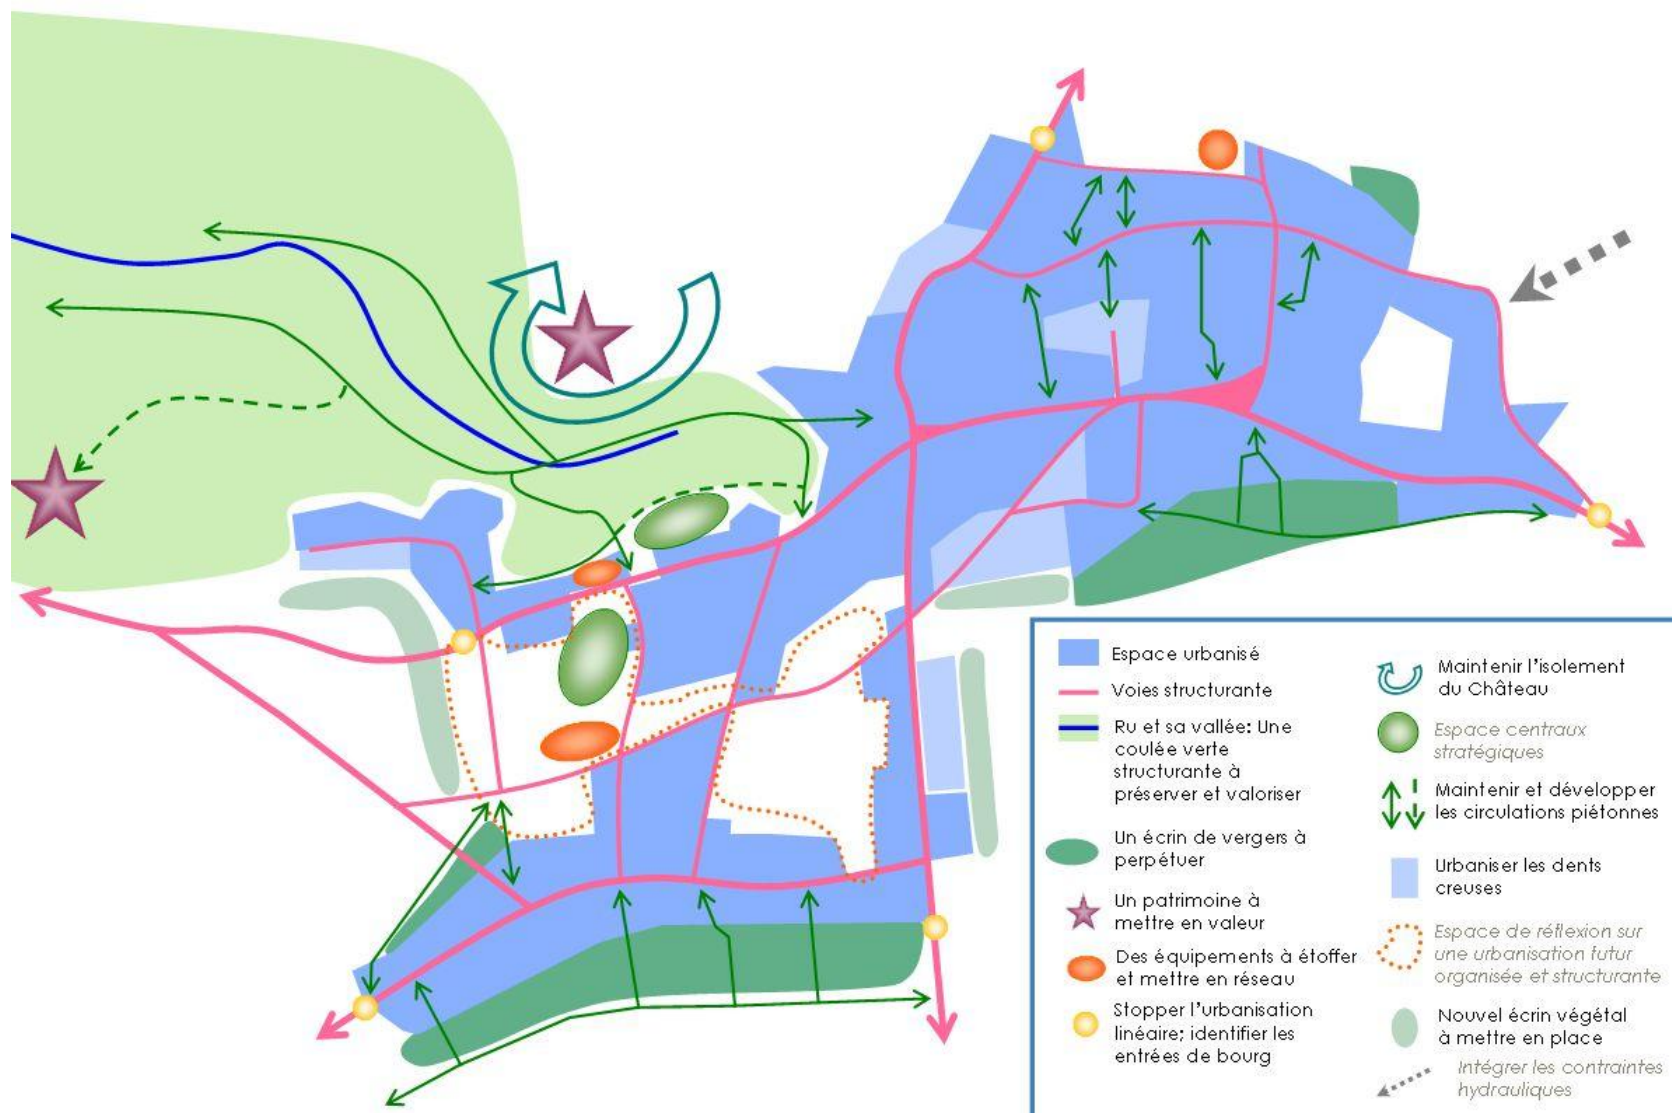 Espace urbanisé
Voies structurante
Ru et sa vallée: Une
coulée verte
structurante à
préserver et valoriser
Un écrin de vergers à
perpétuer
Un patrimoine à
mettre en valeur
Des équipements à étoffer
et mettre en réseau
Stopper l'urbanisation
linéaire; identifier les
entrées de bourg
Maintenir l'isolement
du Château
Espace centraux
stratégiques
Maintenir et développer
les circulations piétonnes
Urbaniser les dents
creuses
Espace de réflexion sur
une urbanisation futur
organisée et structurante
Nouvel écrin végétal
à mettre en place
Intégrer les contraintes
hydrauliques